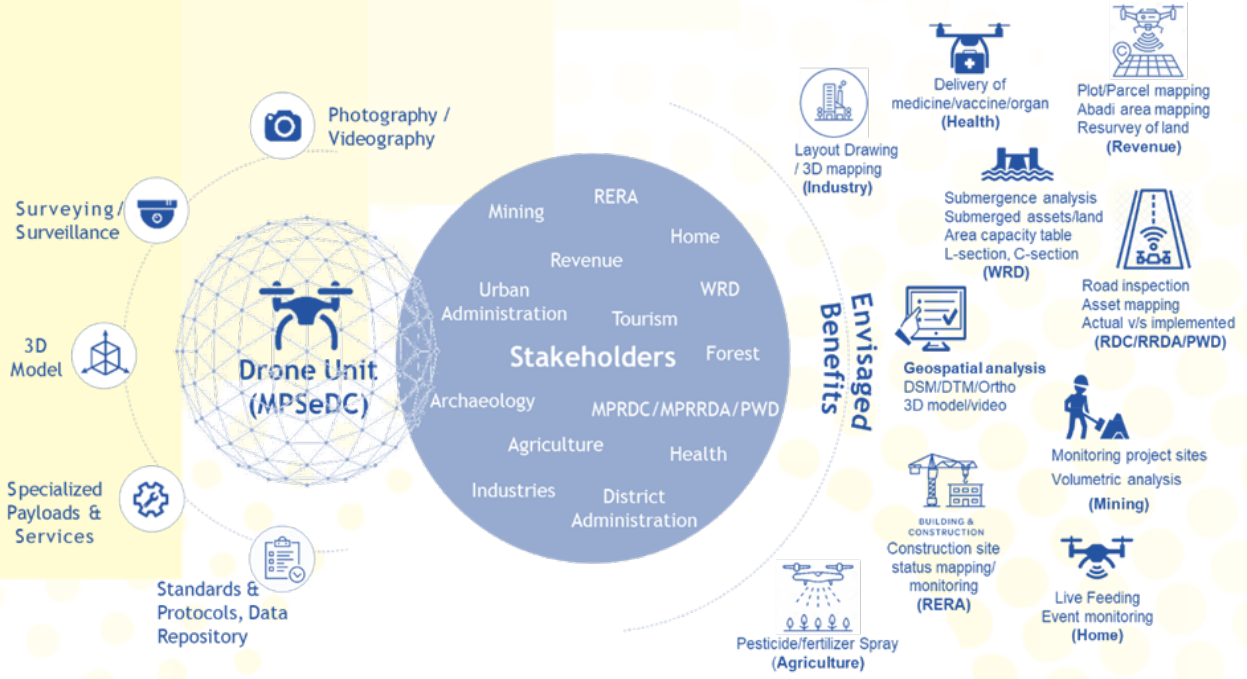 Photography /
Videography
Surveying/
Surveillance
3D
Model
Specialized
Payloads &
Services
Standards &
Protocols, Data
Repository
Drone Unit
(MPSeDC)
RERA
Mining
Home
Revenue
Urban
Administration
WRD
Tourism
Stakeholders
Forest
Archaeology
MPRDC/MPRRDA/PWD
Agriculture
Health
Industries
District
Administration
Envisaged
Benefits
Layout Drawing
/ 3D mapping
(Industry)
Delivery of
medicine/vaccine/organ
(Health)
C
Plot/Parcel mapping
Abadi area mapping
Resurvey of land
(Revenue)
Submergence analysis
Submerged assets/land
Area capacity table
L-section, C-section
(WRD)
Road inspection
Asset mapping
Actual v/s implemented
(RDC/RRDA/PWD)
Geospatial analysis
DSM/DTM/Ortho
3D model/video
Monitoring project sites
Volumetric analysis
(Mining)
BUILDING &
CONSTRUCTION
Construction site
status mapping/
monitoring
(RERA)
Live Feeding
Event monitoring
(Home)
Pesticide/fertilizer Spray
(Agriculture)